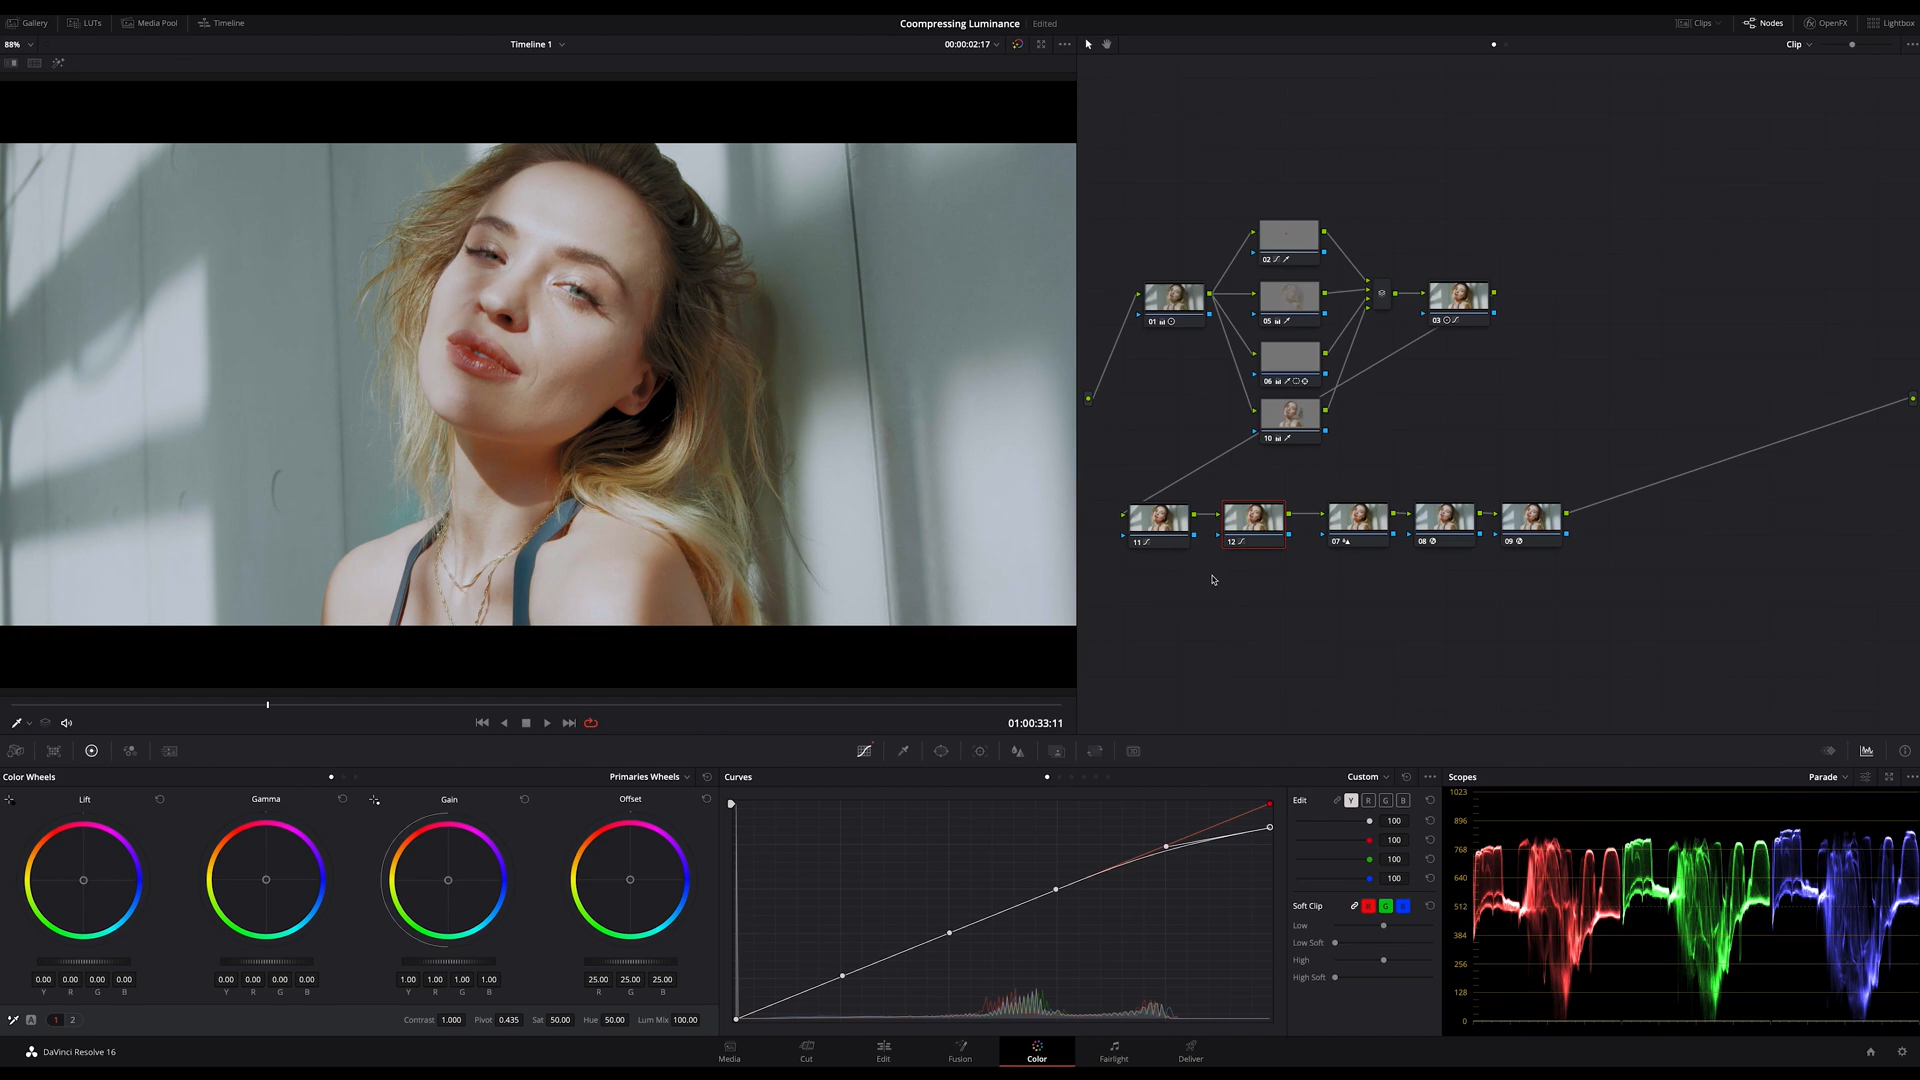 Gallery LUTs Media Pool Timeline Coompressing Luminance Edited Clips Nodes OpenFX Lightbox
88% Timeline 1 00:00:02:17 Clip
02
01 05 03
06
10
11 12 07 08 09
01:00:33:11
Color Wheels Primaries Wheels Curves Custom Scopes Parade
Lift Gamma Gain Offset
Edit Y R G B
100
100
100
100
Soft Clip
Low
Low Soft
High
High Soft
1023
896
768
640
512
384
256
128
0
0.00 0.00 0.00 0.00 0.00 0.00 0.00 0.00 1.00 1.00 1.00 1.00 25.00 25.00 25.00
Y R G B Y R G B Y R G B R G B
A 1 2 Contrast 1.000 Pivot 0.435 Sat 50.00 Hue 50.00 Lum Mix 100.00
DaVinci Resolve 16 Media Cut Edit Fusion Color Fairlight Deliver